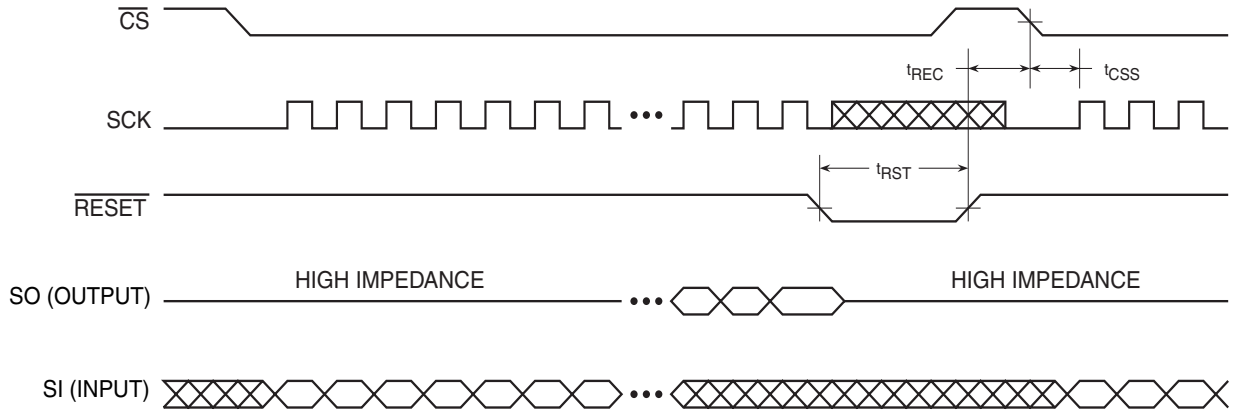 CS
tREC
tCSS
SCK
tRST
RESET
HIGH IMPEDANCE
HIGH IMPEDANCE
SO (OUTPUT)
SI (INPUT)